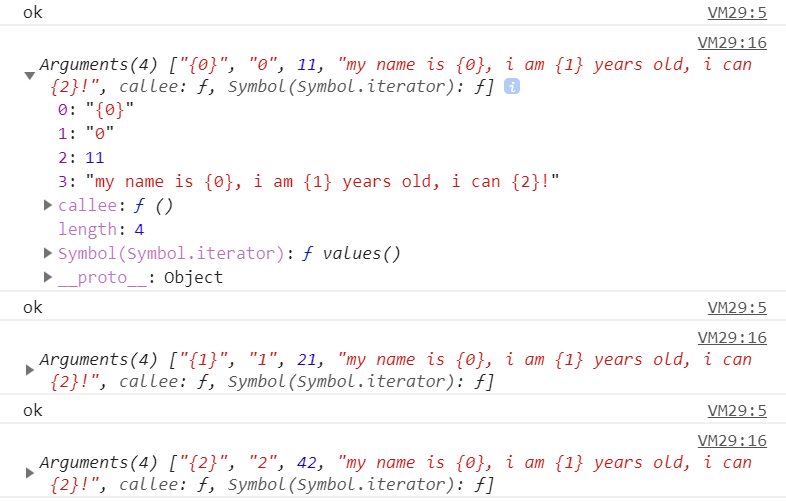 ok VM29:5
VM29:16
Arguments(4) ["{0}", "0", 11, "my name is {0}, i am {1} years old, i can
{2}!", callee: ƒ, Symbol(Symbol.iterator): ƒ] i
0: "{0}"
1: "0"
2: 11
3: "my name is {0}, i am {1} years old, i can {2}!"
callee: ƒ ()
length: 4
Symbol(Symbol.iterator): ƒ values()
__proto__: Object
ok VM29:5
VM29:16
Arguments(4) ["{1}", "1", 21, "my name is {0}, i am {1} years old, i can
{2}!", callee: ƒ, Symbol(Symbol.iterator): ƒ]
ok VM29:5
VM29:16
Arguments(4) ["{2}", "2", 42, "my name is {0}, i am {1} years old, i can
{2}!", callee: ƒ, Symbol(Symbol.iterator): ƒ]